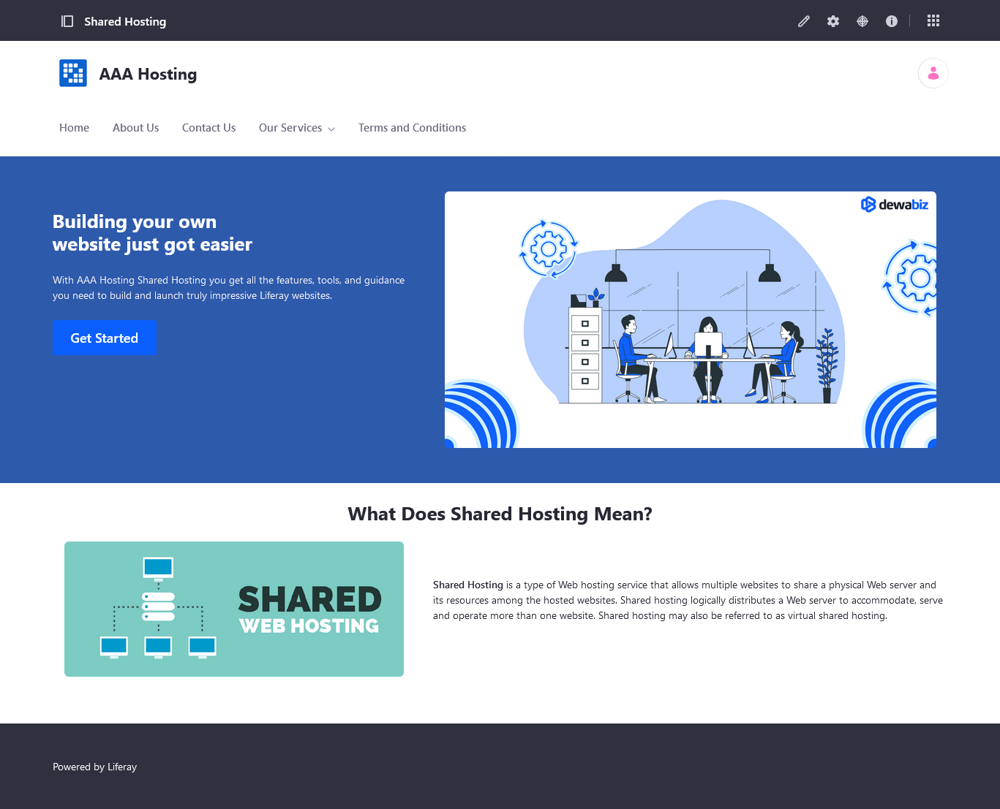 Shared Hosting
AAA Hosting
Home About Us Contact Us Our Services Terms and Conditions
Building your own
website just got easier
With AAA Hosting Shared Hosting you get all the features, tools, and guidance
you need to build and launch truly impressive Liferay websites.
Get Started
dewabiz
What Does Shared Hosting Mean?
SHARED
WEB HOSTING
Shared Hosting is a type of Web hosting service that allows multiple websites to share a physical Web server and
its resources among the hosted websites. Shared hosting logically distributes a Web server to accommodate, serve
and operate more than one website. Shared hosting may also be referred to as virtual shared hosting.
Powered by Liferay